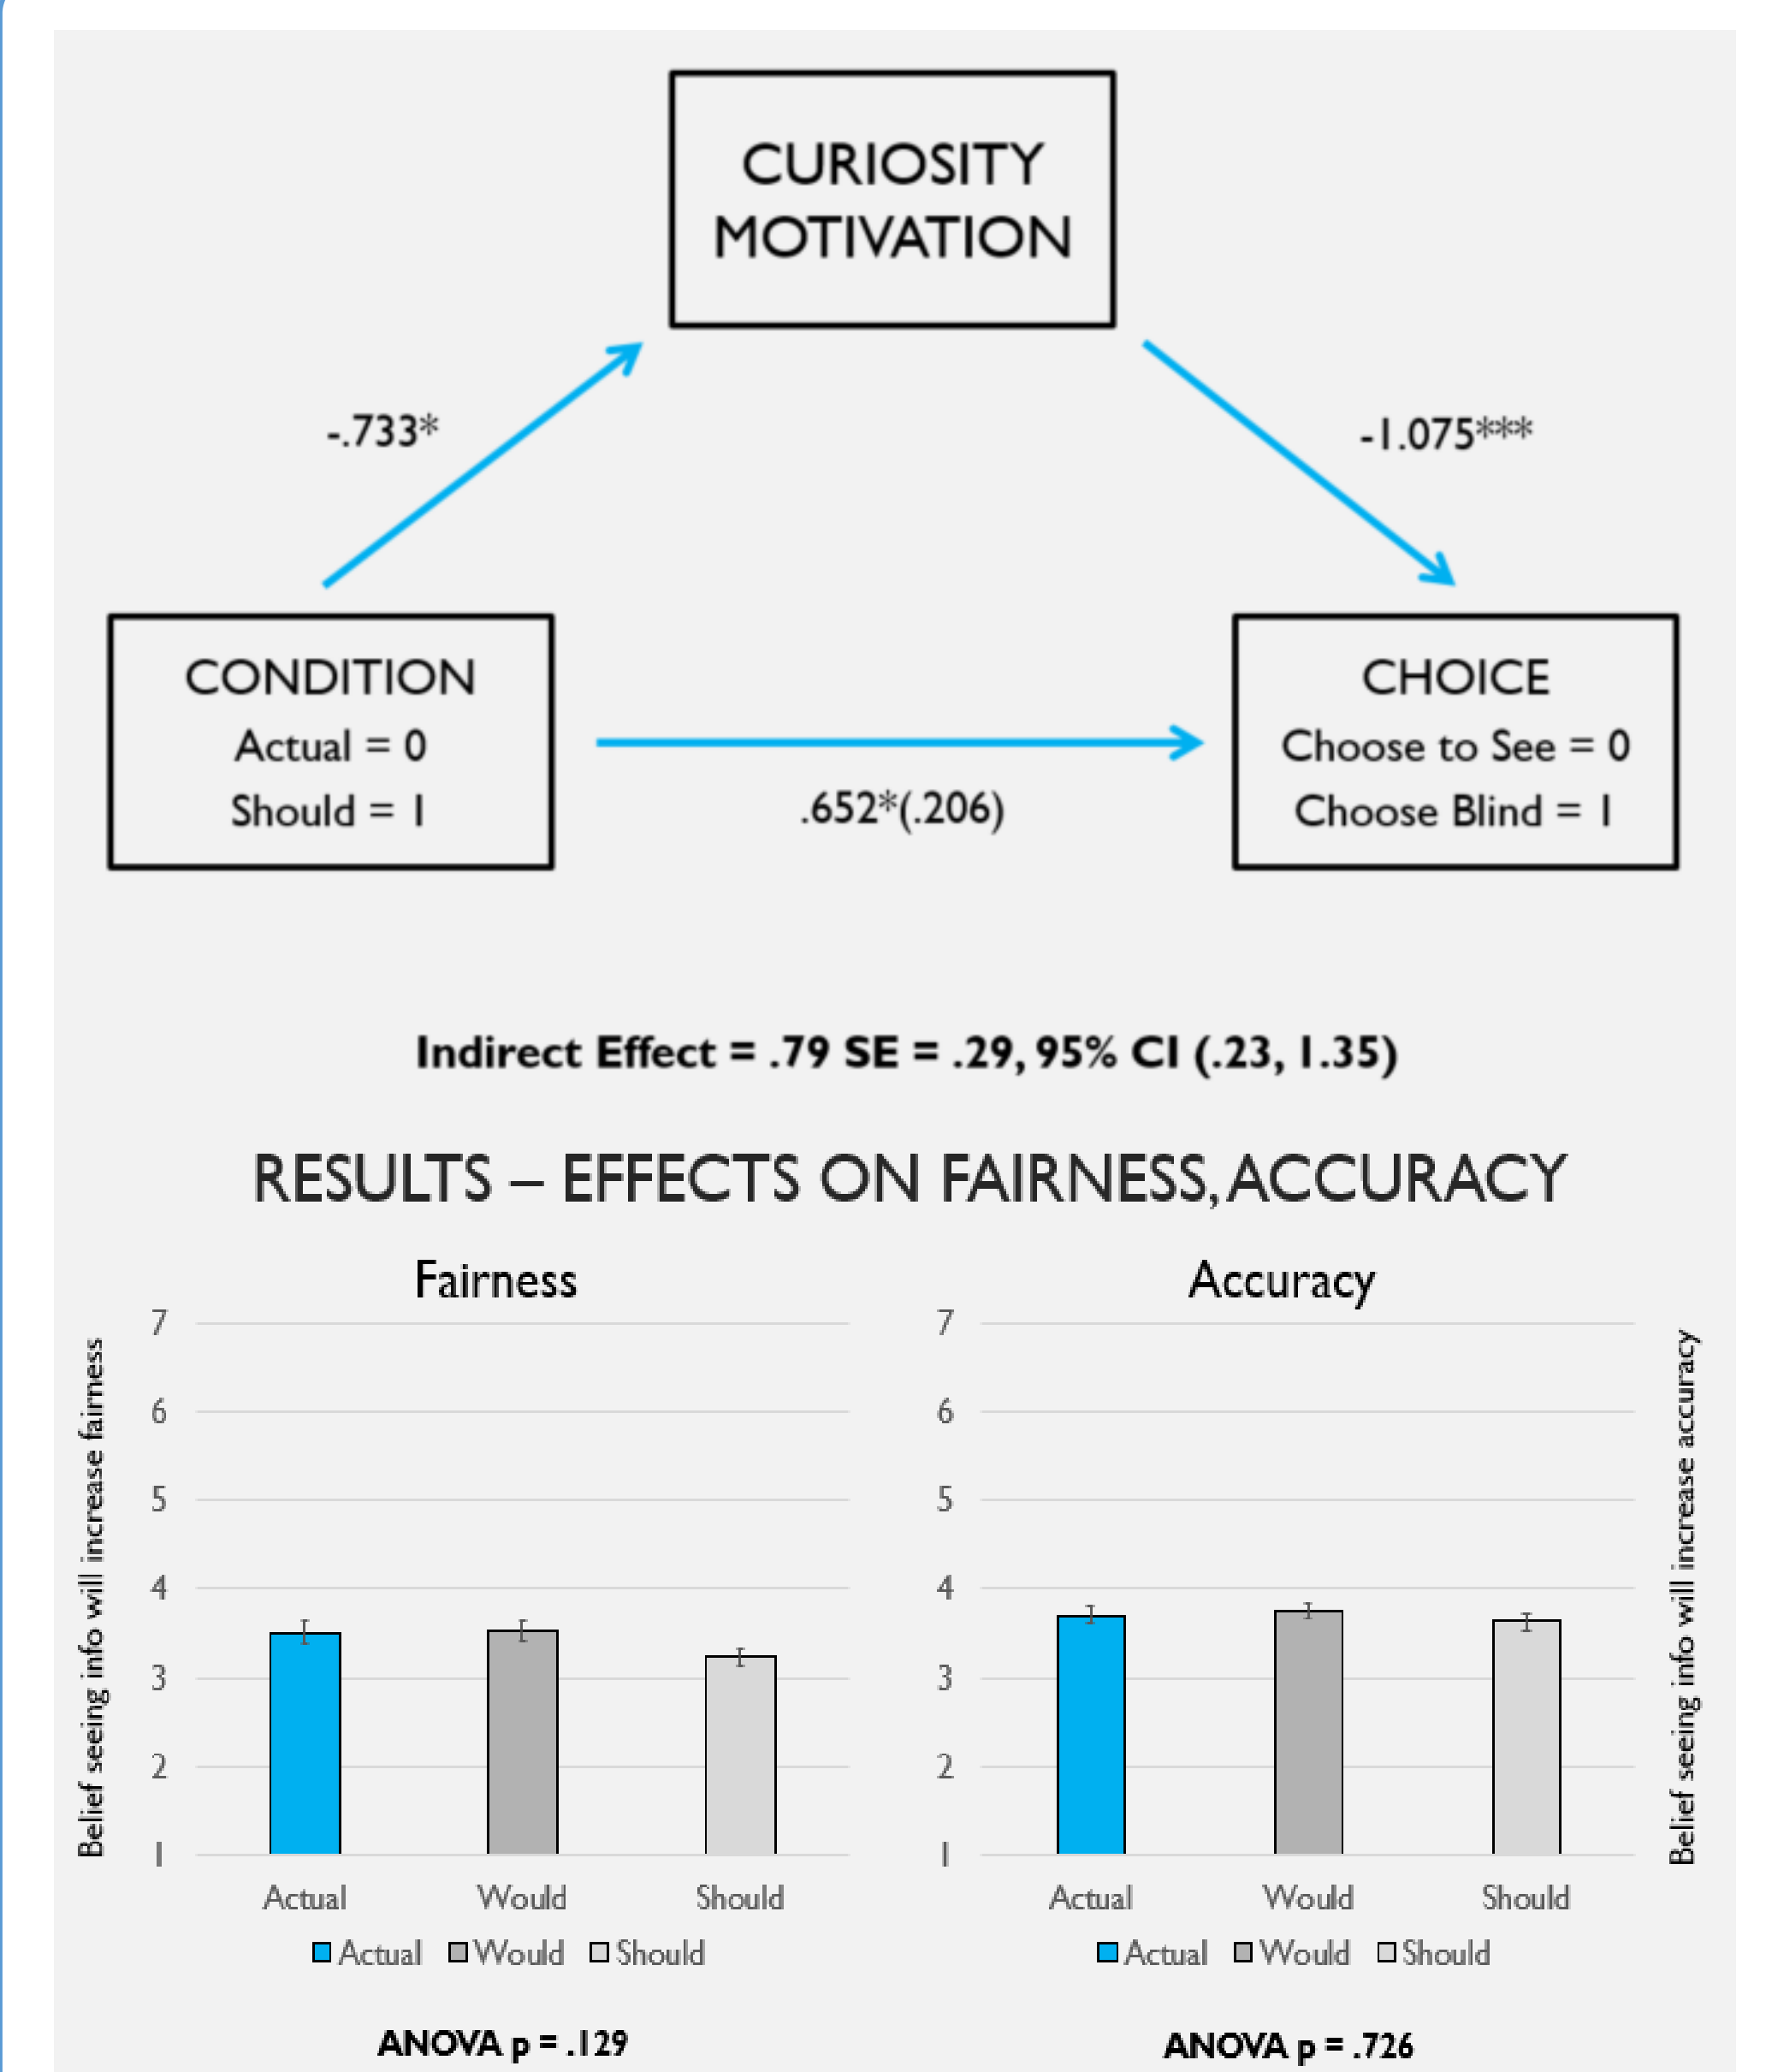 CURIOSITY
MOTIVATION
-.733*
-1.075***
CONDITION
Actual = 0
Should = 1
CHOICE
Choose to See = 0
Choose Blind = 1
.652*(.206)
Indirect Effect = .79 SE = .29, 95% CI (.23, 1.35)
RESULTS – EFFECTS ON FAIRNESS, ACCURACY
Fairness
Belief seeing info will increase fairness
7
6
5
4
3
2
1
Actual Would Should
Actual Would Should
ANOVA p = .129
Accuracy
7
6
5
4
3
2
1
Belief seeing info will increase accuracy
Actual Would Should
Actual Would Should
ANOVA p = .726